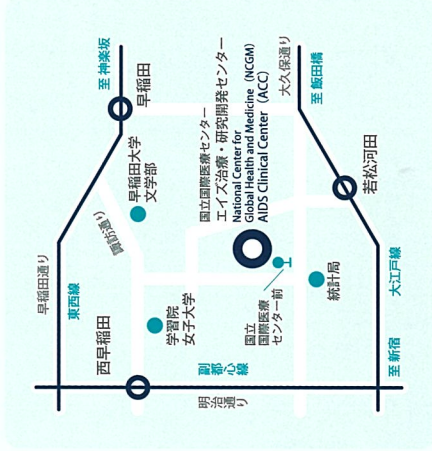 早稲田通り
東西線
至 神楽坂
西早稲田
早稲田
諏訪通り
早稲田大学
文学部
学習院
女子大学
明治通り
副都心線
国立国際医療センター
エイズ治療・研究開発センター
National Center for
Global Health and Medicine (NCGM)
AIDS Clinical Center (ACC)
国立
国際医療
センター前
統計局
大久保通り
至 飯田橋
若松河田
大江戸線
至 新宿